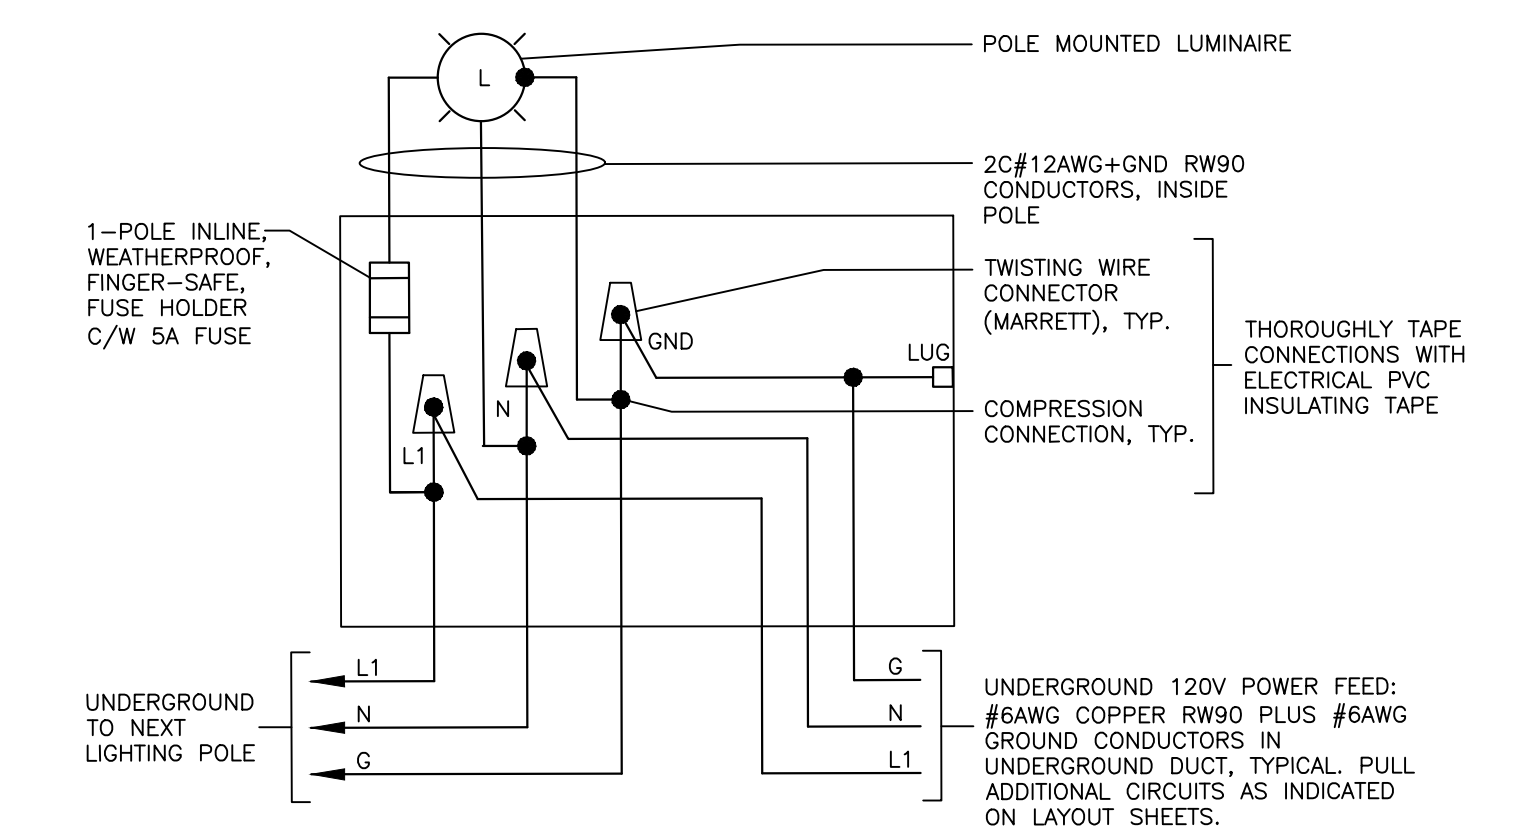 POLE MOUNTED LUMINAIRE
L
2C#12AWG+GND RW90
CONDUCTORS, INSIDE
POLE
1-POLE INLINE,
WEATHERPROOF,
FINGER-SAFE,
FUSE HOLDER
C/W 5A FUSE
TWISTING WIRE
CONNECTOR
(MARRETT), TYP.
THOROUGHLY TAPE
CONNECTIONS WITH
ELECTRICAL PVC
INSULATING TAPE
GND
LUG
N
COMPRESSION
CONNECTION, TYP.
L1
UNDERGROUND
TO NEXT
LIGHTING POLE
L1
N
G
G
N
L1
UNDERGROUND 120V POWER FEED:
#6AWG COPPER RW90 PLUS #6AWG
GROUND CONDUCTORS IN
UNDERGROUND DUCT, TYPICAL. PULL
ADDITIONAL CIRCUITS AS INDICATED
ON LAYOUT SHEETS.